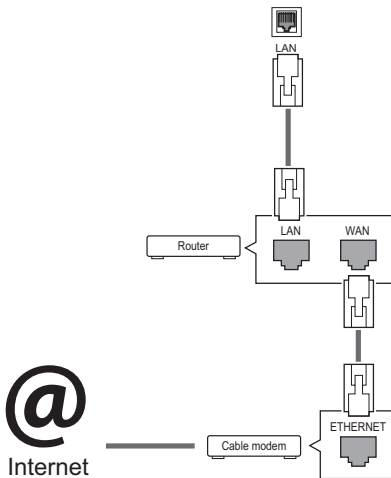 LAN
LAN WAN
Router
ETHERNET
@
Cable modem
Internet